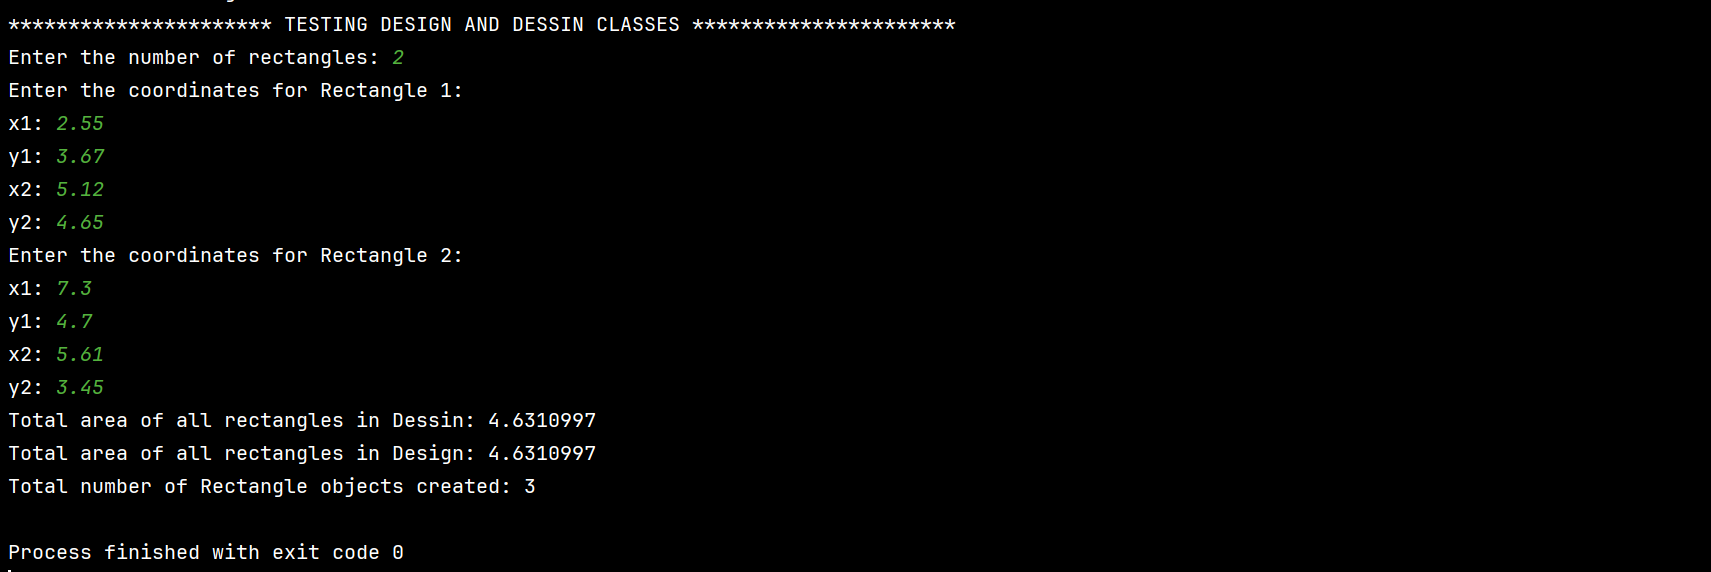 ********************** TESTING DESIGN AND DESSIN CLASSES **********************
Enter the number of rectangles: 2
Enter the coordinates for Rectangle 1:
x1: 2.55
y1: 3.67
x2: 5.12
y2: 4.65
Enter the coordinates for Rectangle 2:
x1: 7.3
y1: 4.7
x2: 5.61
y2: 3.45
Total area of all rectangles in Dessin: 4.6310997
Total area of all rectangles in Design: 4.6310997
Total number of Rectangle objects created: 3
Process finished with exit code 0